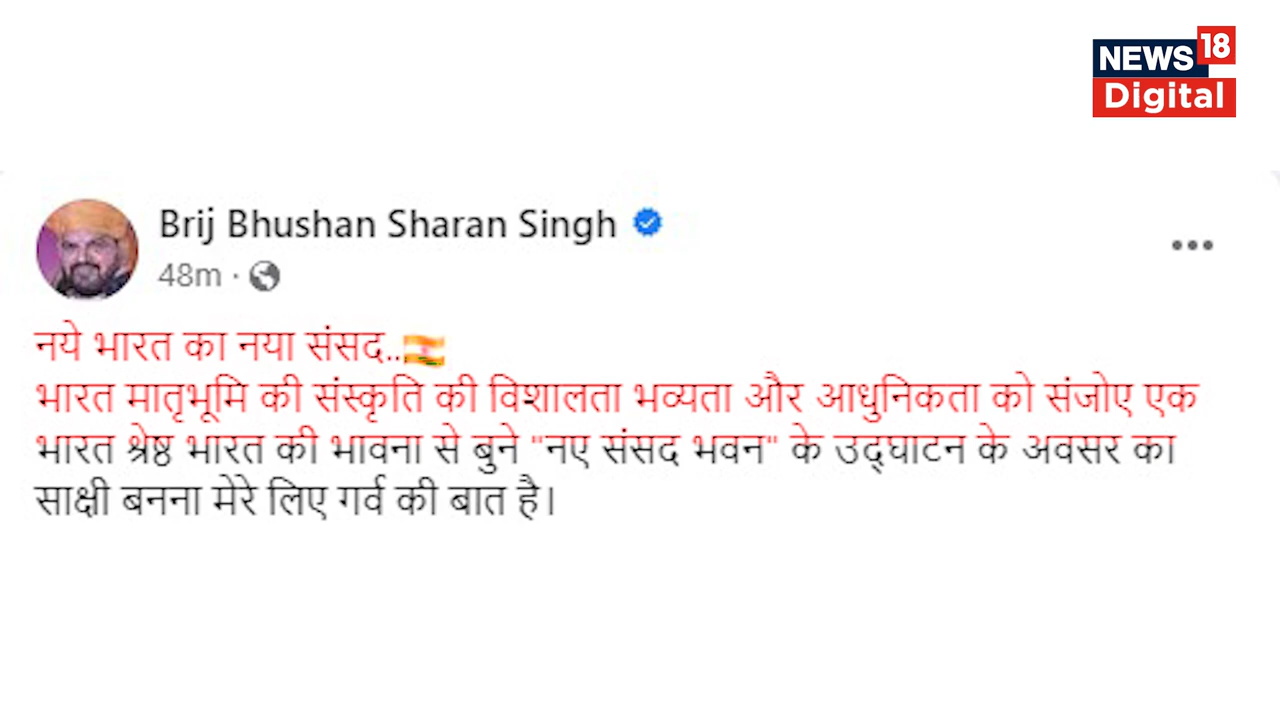 NEWS 18
Digital
Brij Bhushan Sharan Singh
48m ·
नये भारत का नया संसद..
भारत मातृभूमि की संस्कृति की विशालता भव्यता और आधुनिकता को संजोए एक
भारत श्रेष्ठ भारत की भावना से बुने "नए संसद भवन" के उद्घाटन के अवसर का
साक्षी बनना मेरे लिए गर्व की बात है।